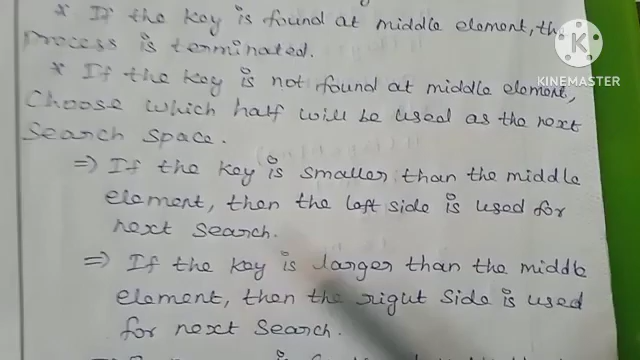 * If the key is found at middle element, the
process is terminated.
* If the key is not found at middle element,
choose which half will be used as the next
search space.
⇒ If the key is smaller than the middle
element, then the left side is used for
next search.
⇒ If the key is larger than the middle
element, then the right side is used
for next search.
KINEMASTER